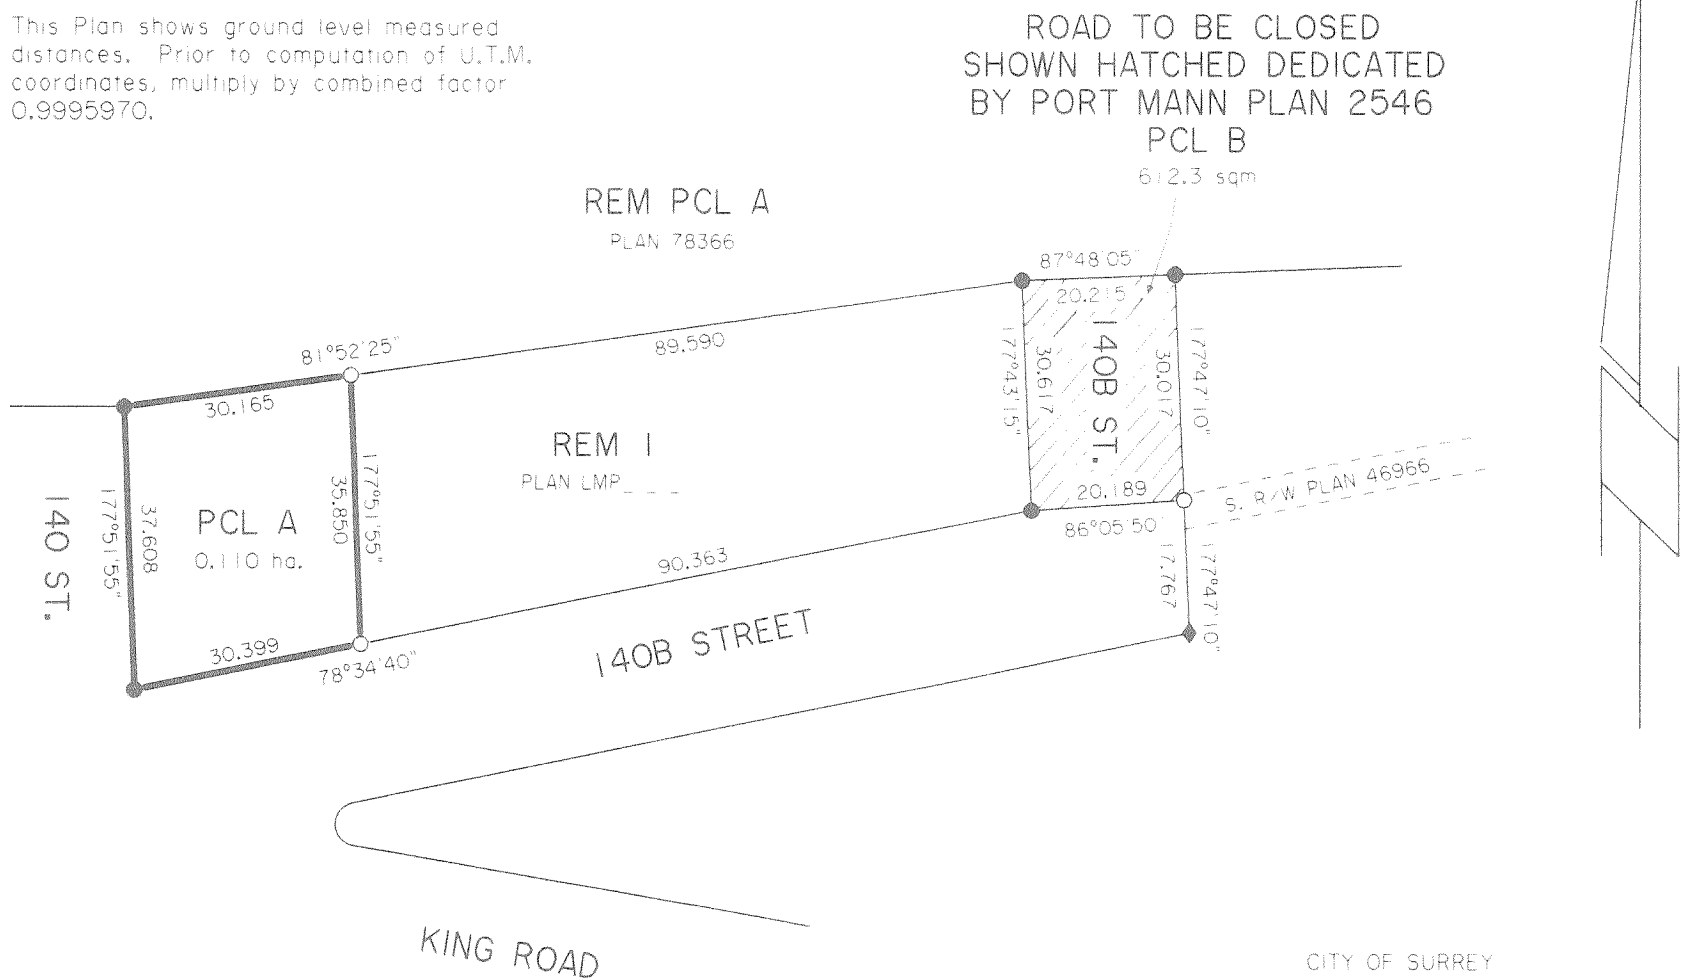 This Plan shows ground level measured
distances. Prior to computation of U.T.M.
coordinates, multiply by combined factor
0.9995970.
ROAD TO BE CLOSED
SHOWN HATCHED DEDICATED
BY PORT MANN PLAN 2546
PCL B
612.3 sqm
REM PCL A
PLAN 78366
87°48'05"
20.215
81°52'25"
89.590
30.165
177°43'15"
30.617
140B ST.
30.017
177°47'10"
REM 1
PLAN LMP_ _ _
140 ST.
177°51'55"
37.608
PCL A
0.110 ha.
35.850
177°51'55"
20.189
86°05'50"
S. R/W PLAN 46966
90.363
17.767
177°47'10"
30.399
78°34'40"
140B STREET
KING ROAD
CITY OF SURREY